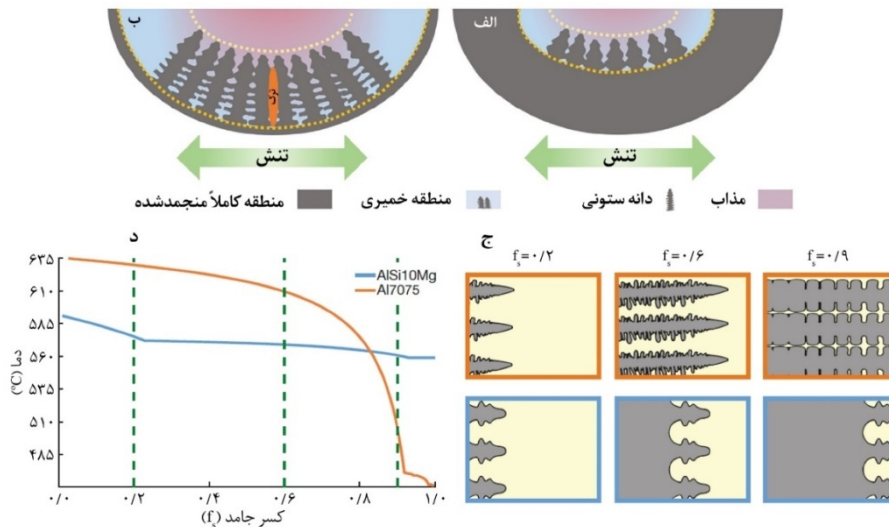 الف
ب
ترک
تنش
تنش
مذاب
دانه ستونی
منطقه خمیری
منطقه کاملاً منجمدشده
ج
f_s=۰/۲
f_s=۰/۶
f_s=۰/۹
د
AlSi10Mg
Al7075
دما (°C)
۶۳۵
۶۱۰
۵۸۵
۵۶۰
۵۳۵
۵۱۰
۴۸۵
۰/۰
۰/۲
۰/۴
۰/۶
۰/۸
۱/۰
کسر جامد (f_s)